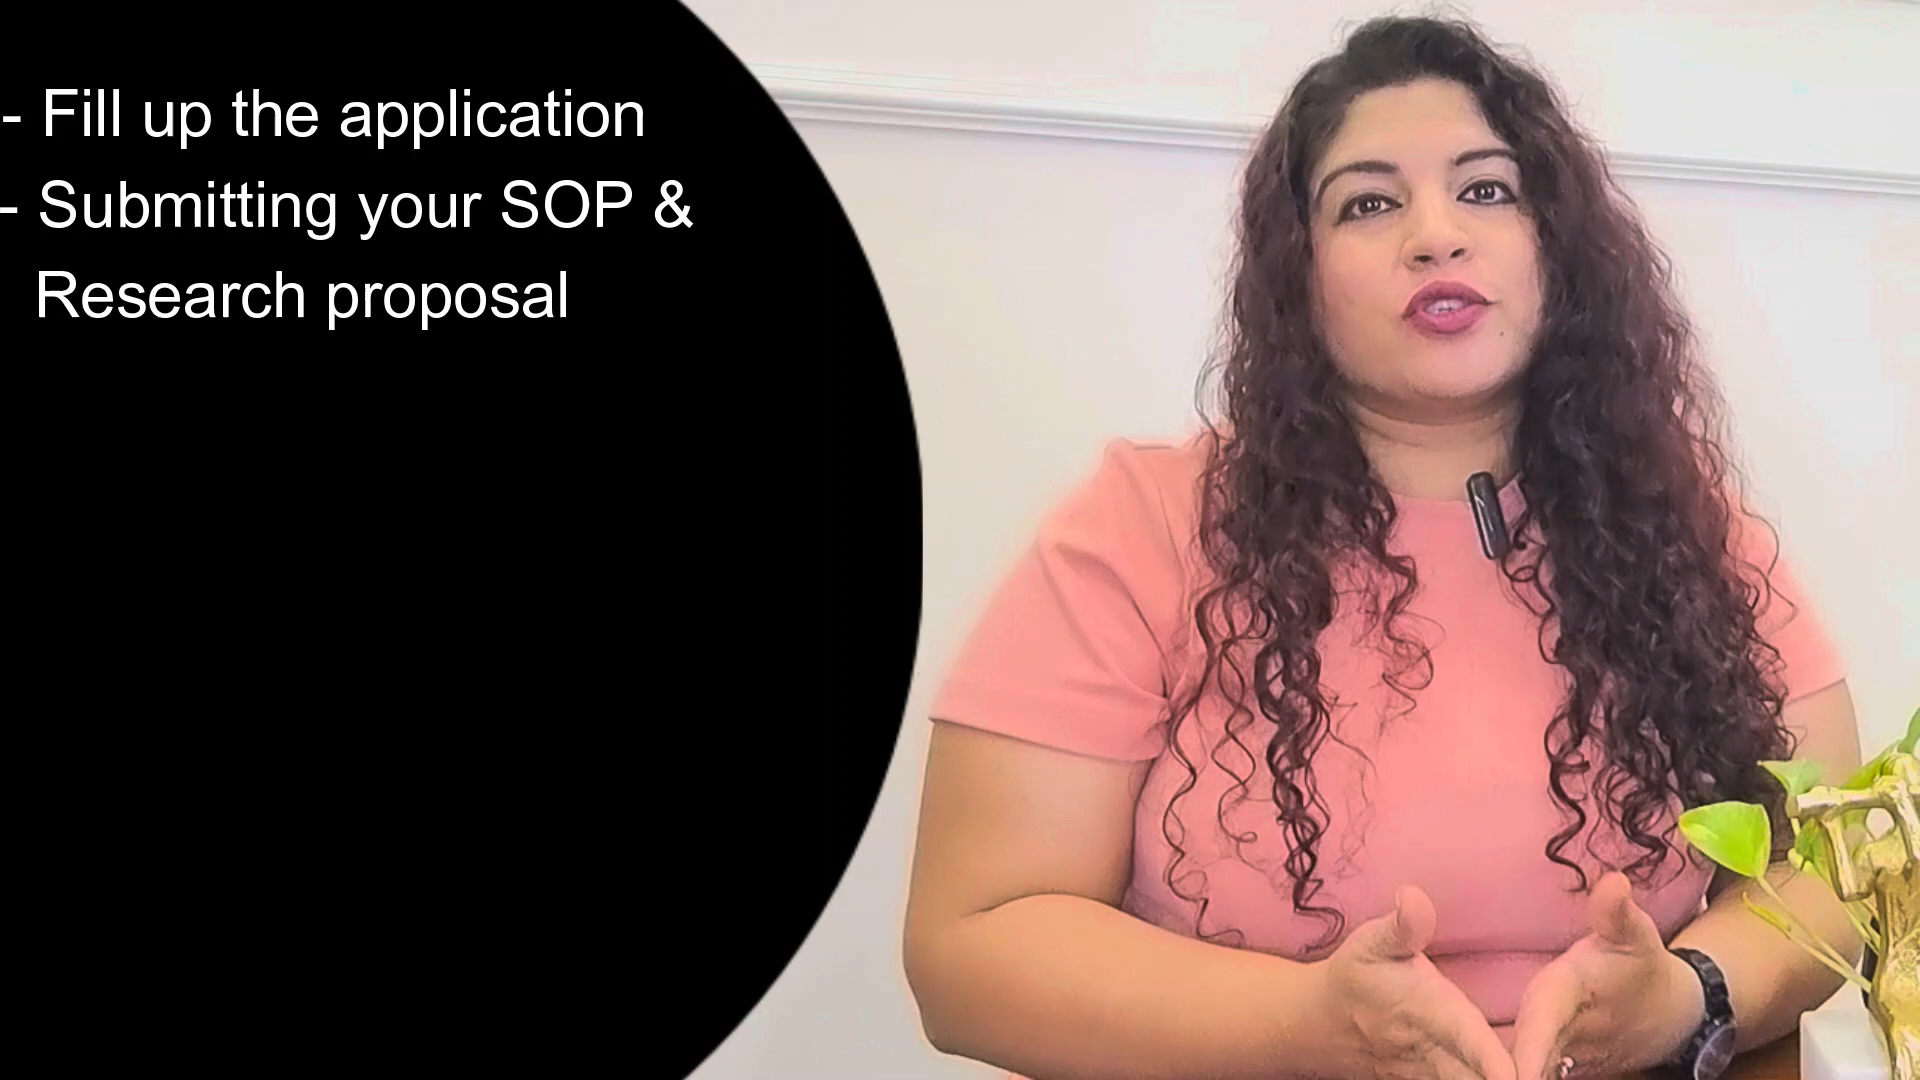 - Fill up the application
- Submitting your SOP &
Research proposal